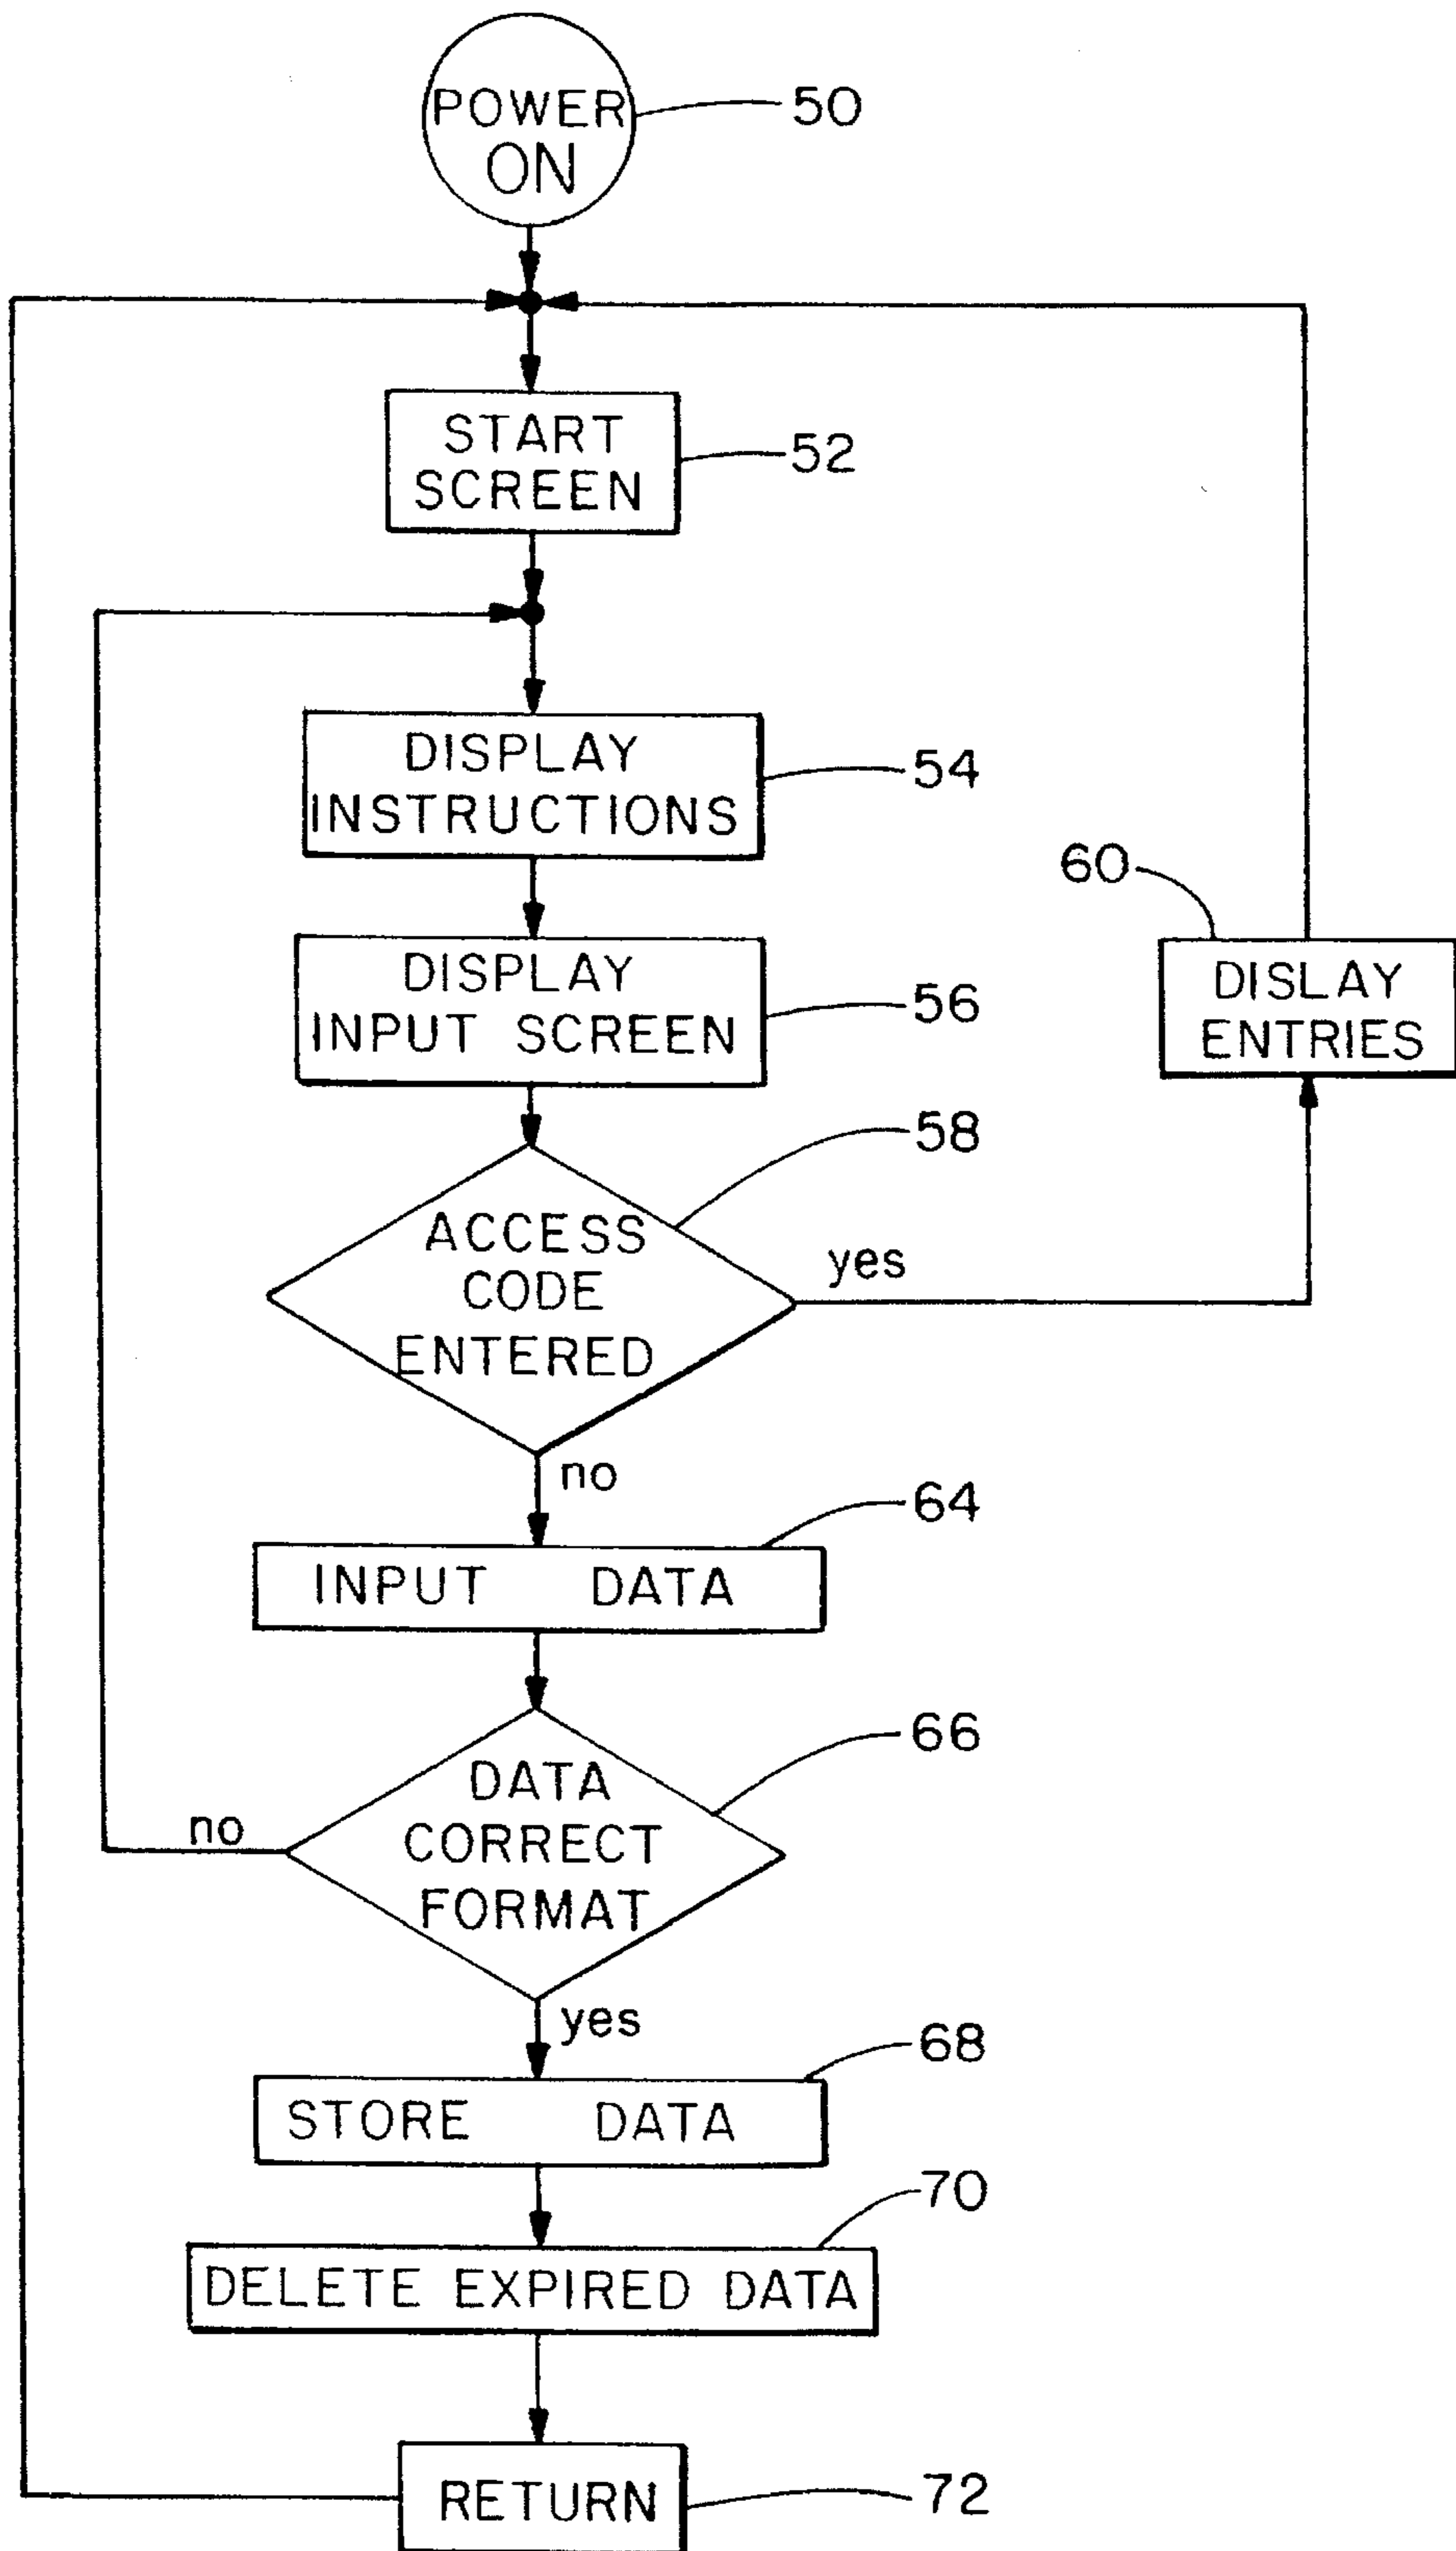 POWER
ON
50
START
SCREEN
52
DISPLAY
INSTRUCTIONS
54
DISPLAY
INPUT SCREEN
56
60
DISLAY
ENTRIES
58
ACCESS
CODE
ENTERED
yes
no
64
INPUT DATA
66
DATA
CORRECT
FORMAT
no
yes
68
STORE DATA
70
DELETE EXPIRED DATA
RETURN
72